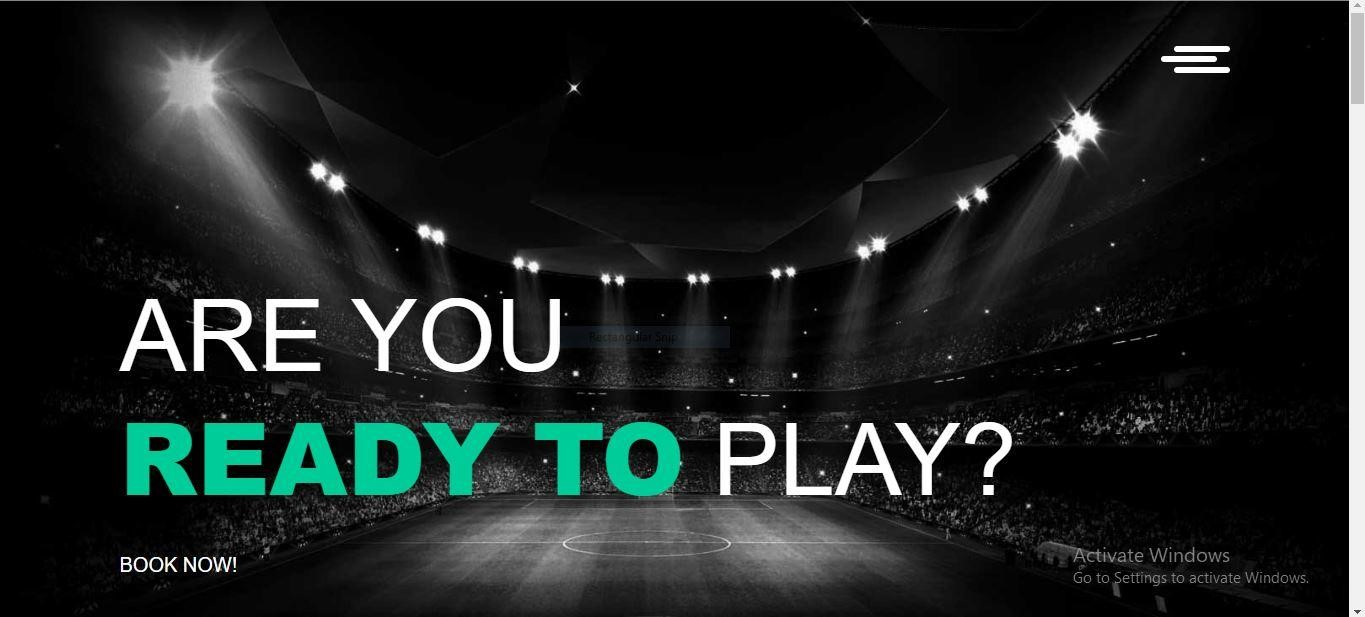 ARE YOU
Rectangular Snip
READY TO PLAY?
BOOK NOW!
Activate Windows
Go to Settings to activate Windows.